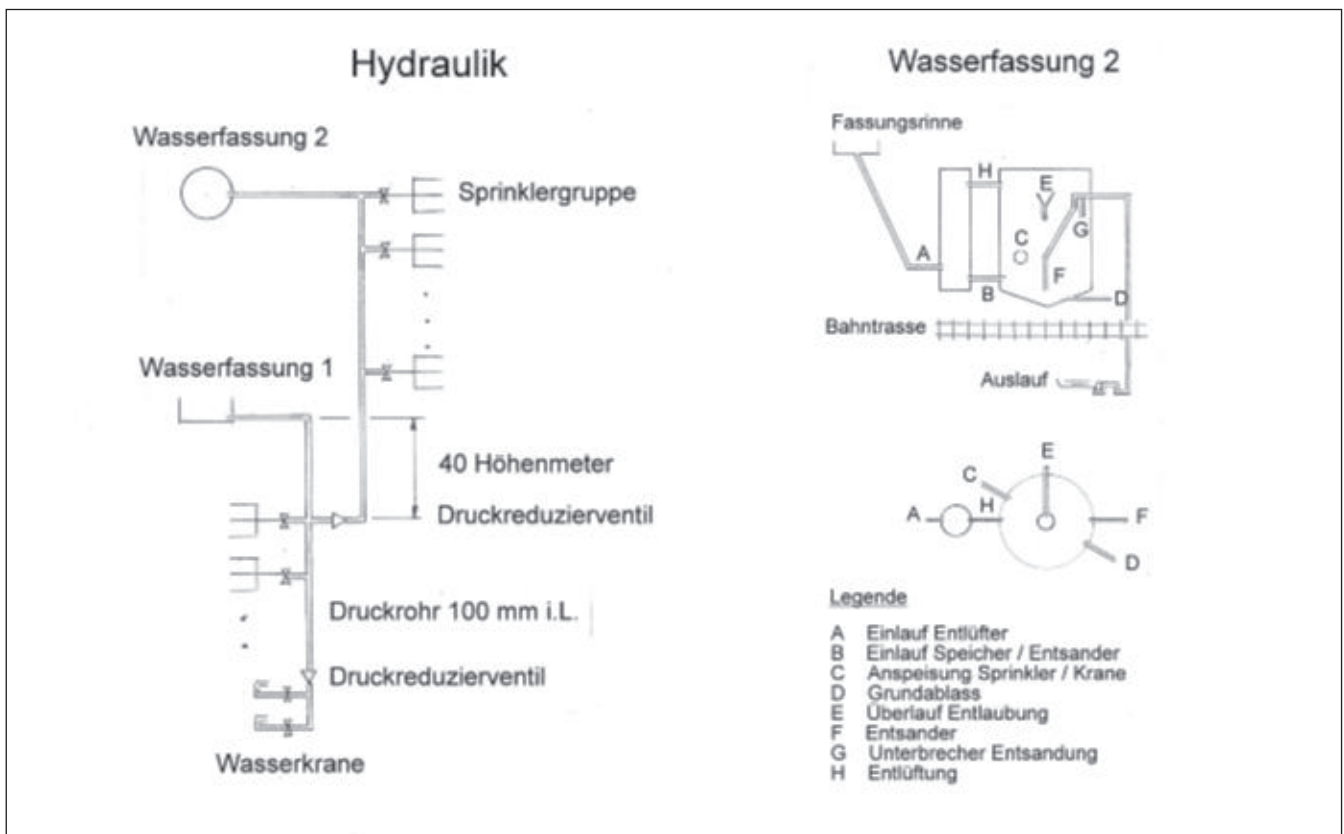 Hydraulik
Wasserfassung 2
Sprinklergruppe
Wasserfassung 1
40 Höhenmeter
Druckreduzierventil
Druckrohr 100 mm i.L.
Druckreduzierventil
Wasserkrane
Wasserfassung 2
Fassungsrinne
H
E
C
G
A
F
B
D
Bahntrasse
Auslauf
E
C
H
A
F
D
Legende
A Einlauf Entlüfter
B Einlauf Speicher / Entsander
C Anspeisung Sprinkler / Krane
D Grundablass
E Überlauf Entlaubung
F Entsander
G Unterbrecher Entsandung
H Entlüftung